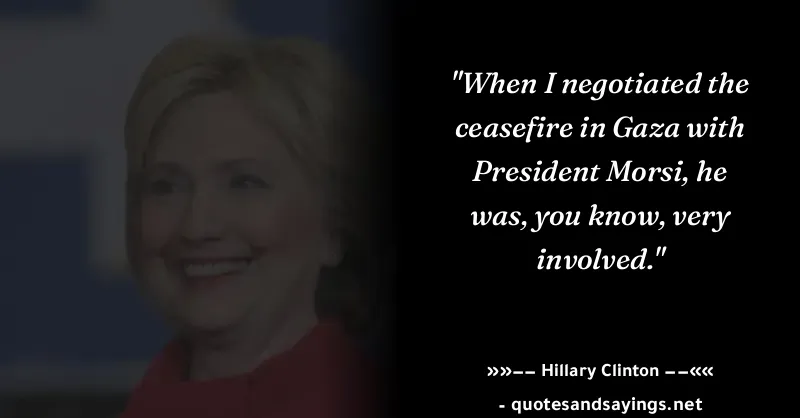 "When I negotiated the
ceasefire in Gaza with
President Morsi, he
was, you know, very
involved."
»»–– Hillary Clinton ––««
- quotesandsayings.net